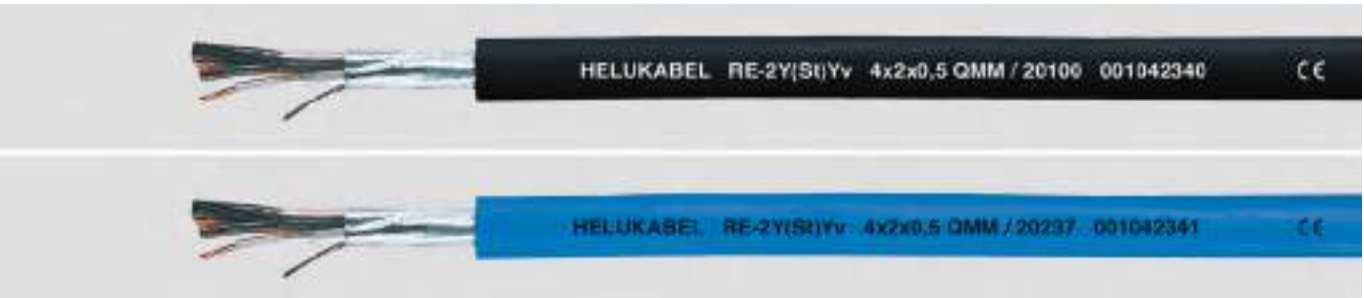 HELUKABEL RE-2Y(St)Yv 4x2x0,5 QMM / 20100 001042340 CE
HELUKABEL RE-2Y(St)Yv 4x2x0,5 QMM / 20237 001042341 CE